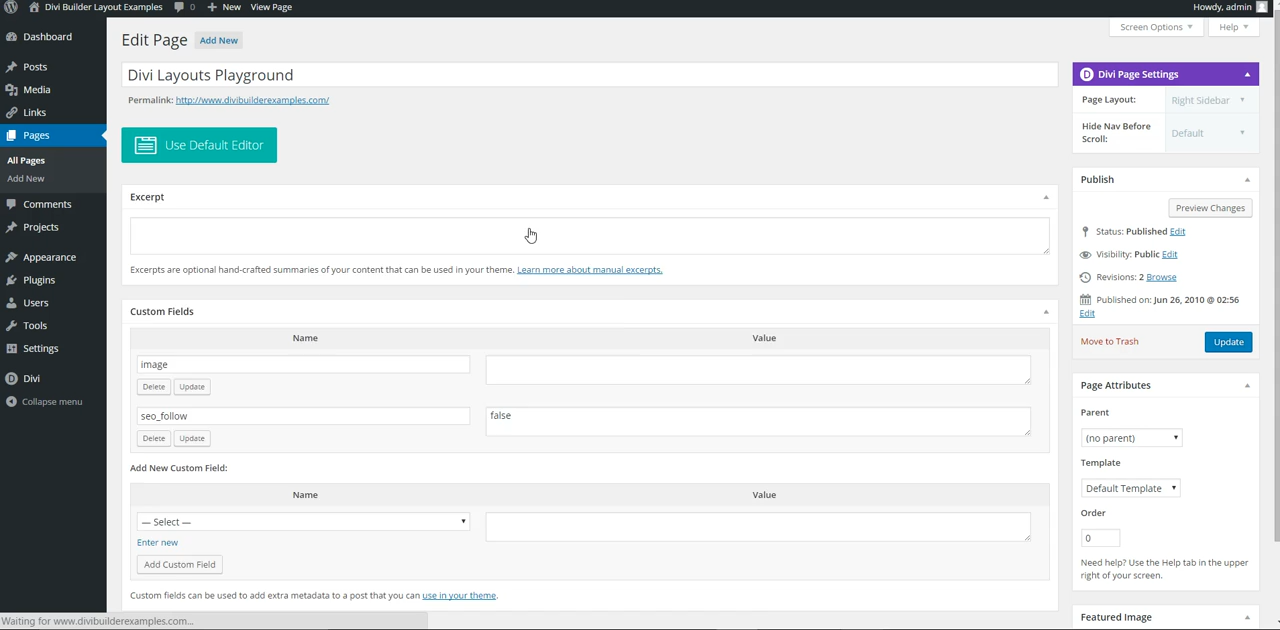 Divi Builder Layout Examples 0 New View Page Howdy, admin
Dashboard
Posts
Media
Links
Pages
All Pages
Add New
Comments
Projects
Appearance
Plugins
Users
Tools
Settings
Divi
Collapse menu
Screen Options Help
Edit Page Add New
Divi Layouts Playground
Permalink: http://www.divibuilderexamples.com/
Use Default Editor
Excerpt
Excerpts are optional hand-crafted summaries of your content that can be used in your theme. Learn more about manual excerpts.
Custom Fields
Name Value
image
Delete Update
seo_follow false
Delete Update
Add New Custom Field:
Name Value
— Select —
Enter new
Add Custom Field
Custom fields can be used to add extra metadata to a post that you can use in your theme.
D Divi Page Settings
Page Layout: Right Sidebar
Hide Nav Before Default
Scroll:
Publish
Preview Changes
Status: Published Edit
Visibility: Public Edit
Revisions: 2 Browse
Published on: Jun 26, 2010 @ 02:56
Edit
Move to Trash Update
Page Attributes
Parent
(no parent)
Template
Default Template
Order
0
Need help? Use the Help tab in the upper
right of your screen.
Featured Image
Waiting for www.divibuilderexamples.com...